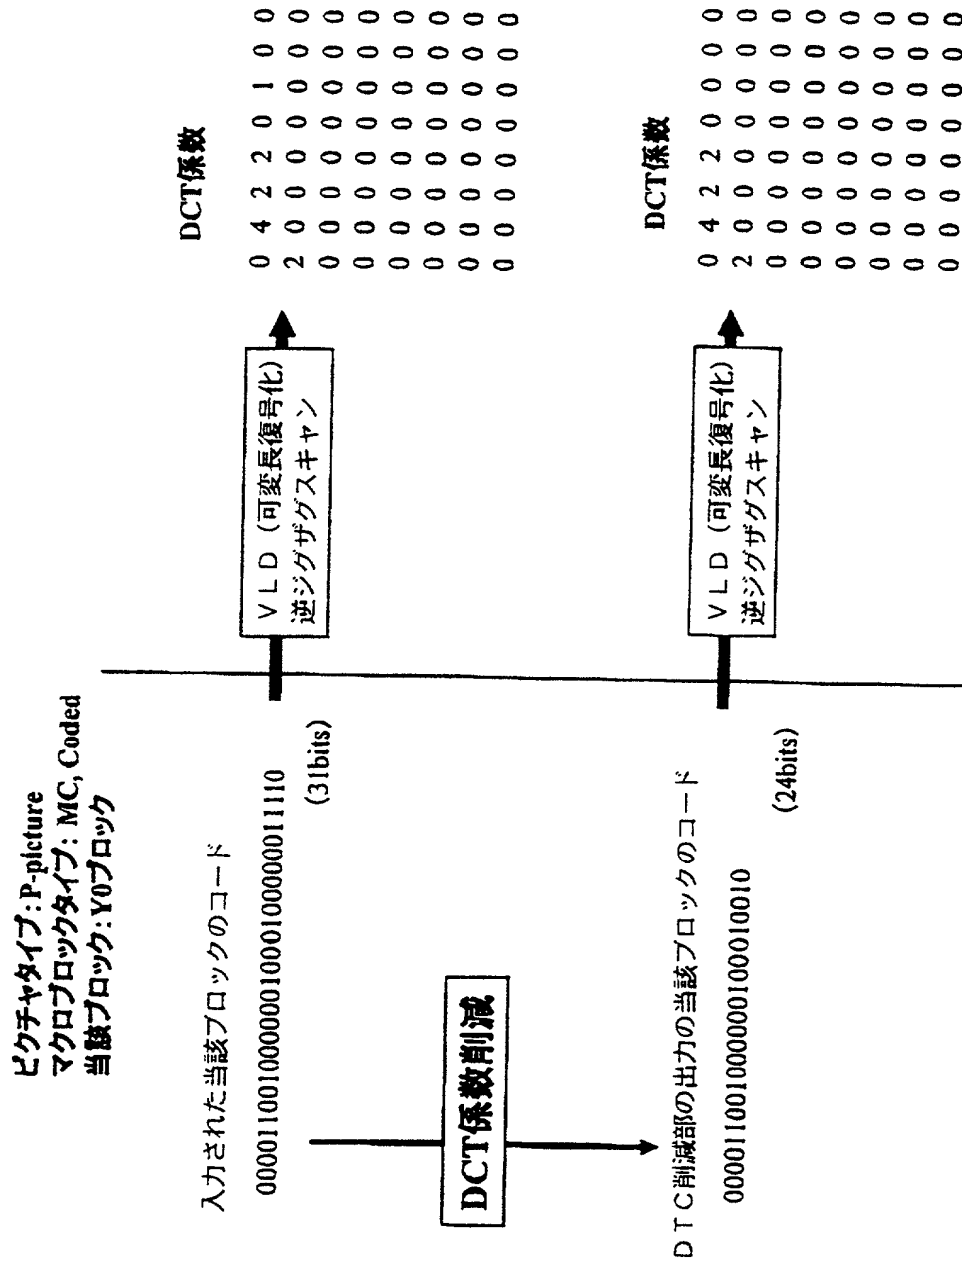 ピクチャタイプ:P-picture
マクロブロックタイプ: MC, Coded
当該ブロック:Y0ブロック
入力された当該ブロックのコード
(31bits)
VLD (可変長復号化)
逆ジグザグスキャン
DCT係数
0 4 2 2 0 1 0 0
2 0 0 0 0 0 0 0
0 0 0 0 0 0 0 0
0 0 0 0 0 0 0 0
0 0 0 0 0 0 0 0
0 0 0 0 0 0 0 0
0 0 0 0 0 0 0 0
0 0 0 0 0 0 0 0
DCT係数削減
DTC削減部の出力の当該ブロックのコード
(24bits)
VLD (可変長復号化)
逆ジグザグスキャン
DCT係数
0 4 2 2 0 0 0 0
2 0 0 0 0 0 0 0
0 0 0 0 0 0 0 0
0 0 0 0 0 0 0 0
0 0 0 0 0 0 0 0
0 0 0 0 0 0 0 0
0 0 0 0 0 0 0 0
0 0 0 0 0 0 0 0